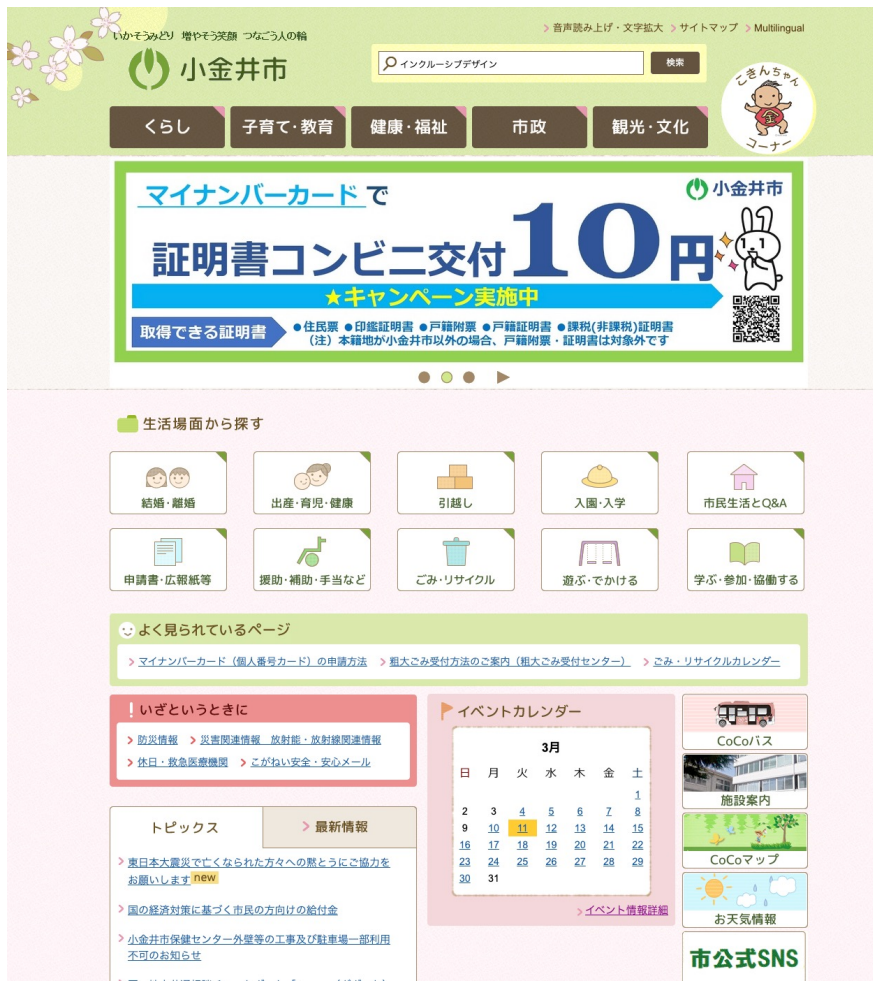 いかそうみどり 増やそう笑顔 つなごう人の輪
音声読み上げ・文字拡大 サイトマップ Multilingual
小金井市
インクルーシブデザイン 検索
こきんちゃん
金
コーナー
くらし 子育て・教育 健康・福祉 市政 観光・文化
マイナンバーカードで 小金井市
証明書コンビニ交付10円
★キャンペーン実施中
取得できる証明書
●住民票 ●印鑑証明書 ●戸籍附票 ●戸籍証明書 ●課税(非課税)証明書
（注）本籍地が小金井市以外の場合、戸籍附票・証明書は対象外です
生活場面から探す
結婚・離婚 出産・育児・健康 引越し 入園・入学 市民生活とQ&A
申請書・広報紙等 援助・補助・手当など ごみ・リサイクル 遊ぶ・でかける 学ぶ・参加・協働する
よく見られているページ
マイナンバーカード（個人番号カード）の申請方法 粗大ごみ受付方法のご案内（粗大ごみ受付センター） ごみ・リサイクルカレンダー
いざというときに
防災情報 災害関連情報 放射能・放射線関連情報
休日・救急医療機関 こがねい安全・安心メール
トピックス 最新情報
東日本大震災で亡くなられた方々への黙とうにご協力を
お願いします new
国の経済対策に基づく市民の方向けの給付金
小金井市保健センター外壁等の工事及び駐車場一部利用
不可のお知らせ
イベントカレンダー
3月
日 月 火 水 木 金 土
1
2 3 4 5 6 7 8
9 10 11 12 13 14 15
16 17 18 19 20 21 22
23 24 25 26 27 28 29
30 31
イベント情報詳細
CoCoバス
施設案内
CoCoマップ
お天気情報
市公式SNS